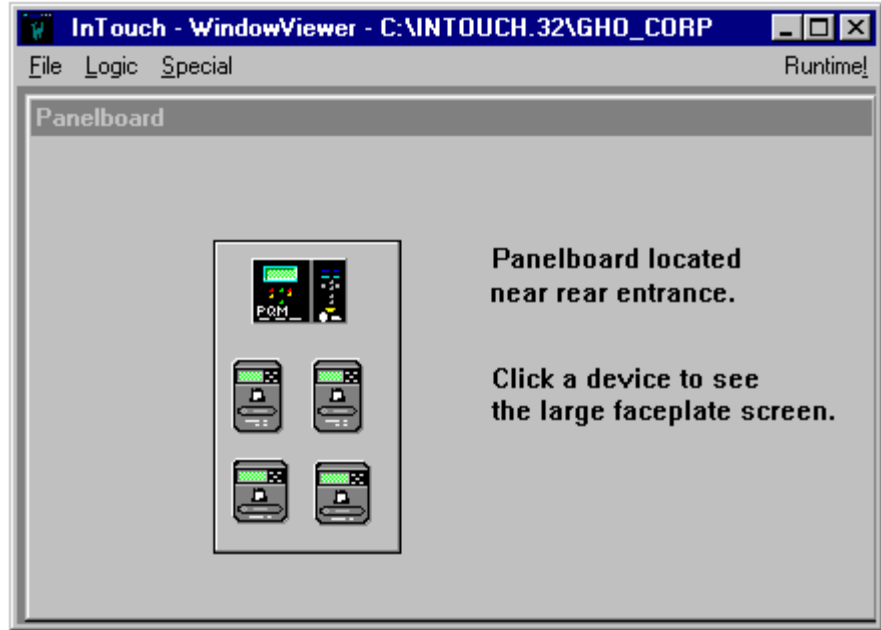 InTouch - WindowViewer - C:\INTOUCH.32\GHO_CORP
File Logic Special Runtime!
Panelboard
Panelboard located
near rear entrance.
PQM
Click a device to see
the large faceplate screen.